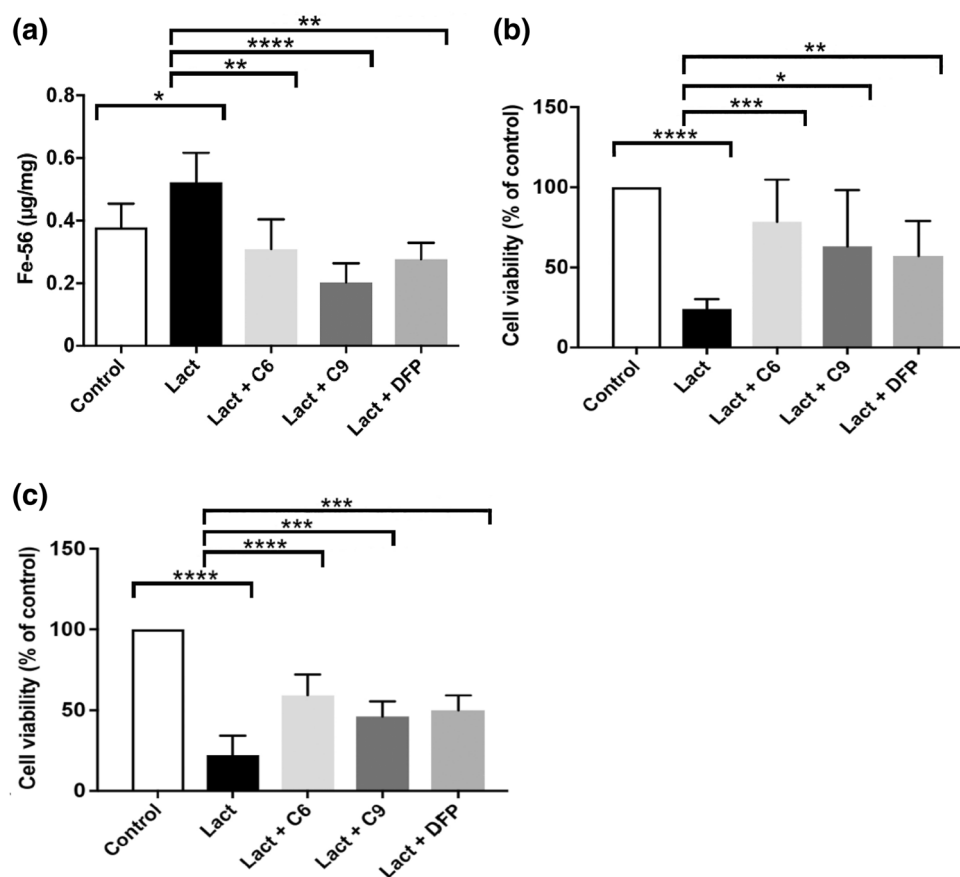 (a)
**
****
**
*
Fe-56 (µg/mg)
0.8
0.6
0.4
0.2
0
Control
Lact
Lact + C6
Lact + C9
Lact + DFP
(b)
**
*
***
****
Cell viability (% of control)
150
100
50
0
Control
Lact
Lact + C6
Lact + C9
Lact + DFP
(c)
***
***
****
****
Cell viability (% of control)
150
100
50
0
Control
Lact
Lact + C6
Lact + C9
Lact + DFP